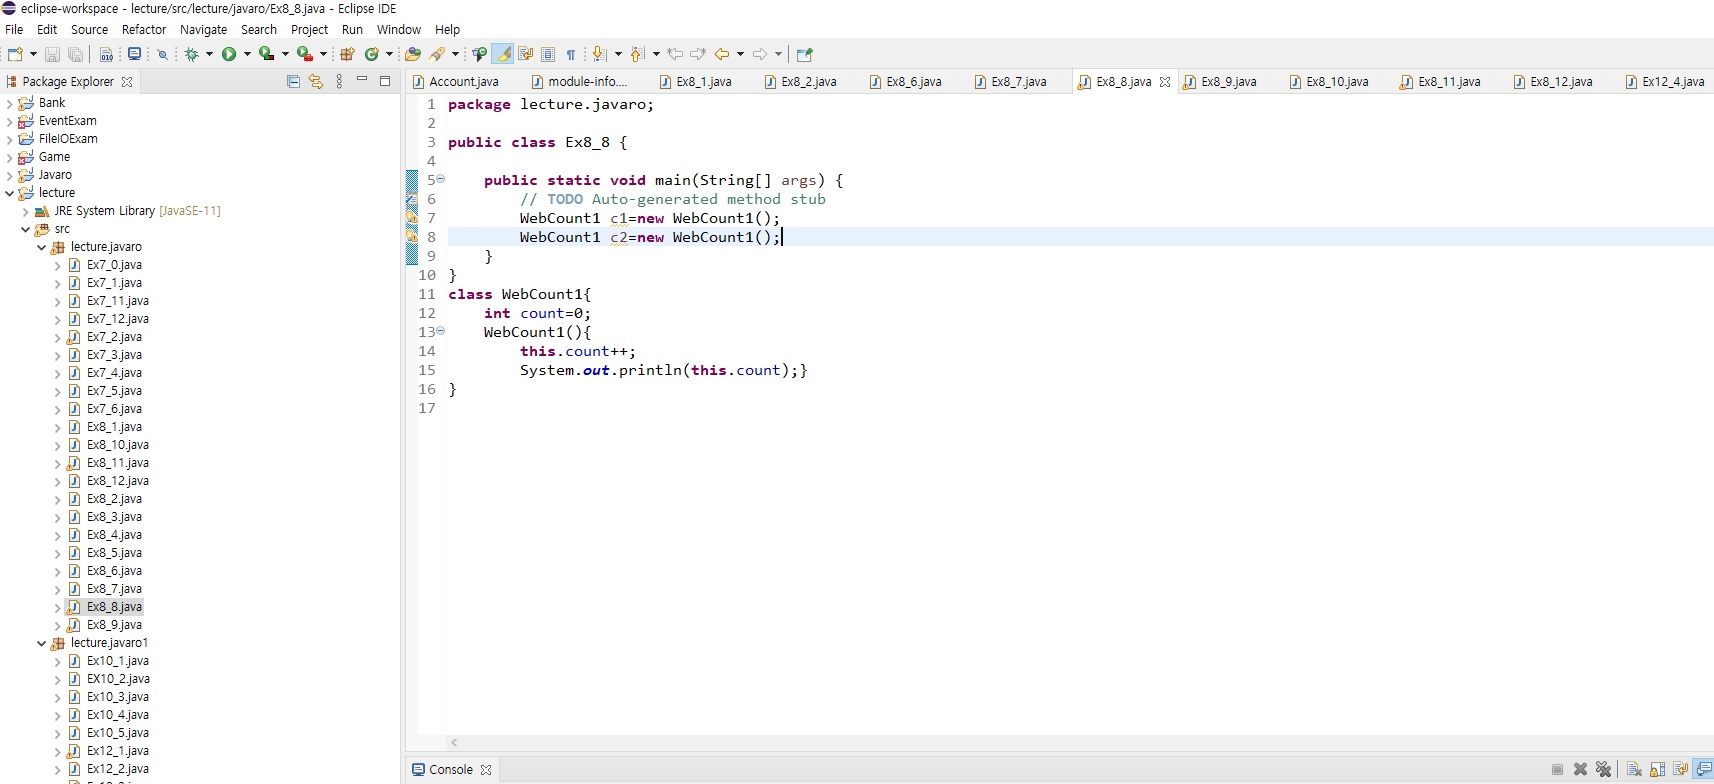 eclipse-workspace - lecture/src/lecture/javaro/Ex8_8.java - Eclipse IDE
File Edit Source Refactor Navigate Search Project Run Window Help
Package Explorer
Bank
EventExam
FileIOExam
Game
Javaro
lecture
JRE System Library [JavaSE-11]
src
lecture.javaro
Ex7_0.java
Ex7_1.java
Ex7_11.java
Ex7_12.java
Ex7_2.java
Ex7_3.java
Ex7_4.java
Ex7_5.java
Ex7_6.java
Ex8_1.java
Ex8_10.java
Ex8_11.java
Ex8_12.java
Ex8_2.java
Ex8_3.java
Ex8_4.java
Ex8_5.java
Ex8_6.java
Ex8_7.java
Ex8_8.java
Ex8_9.java
lecture.javaro1
Ex10_1.java
EX10_2.java
Ex10_3.java
Ex10_4.java
Ex10_5.java
Ex12_1.java
Ex12_2.java
Account.java module-info.... Ex8_1.java Ex8_2.java Ex8_6.java Ex8_7.java Ex8_8.java Ex8_9.java Ex8_10.java Ex8_11.java Ex8_12.java Ex12_4.java
1 package lecture.javaro;
2
3 public class Ex8_8 {
4
5 public static void main(String[] args) {
6 // TODO Auto-generated method stub
7 WebCount1 c1=new WebCount1();
8 WebCount1 c2=new WebCount1();
9 }
10 }
11 class WebCount1{
12 int count=0;
13 WebCount1(){
14 this.count++;
15 System.out.println(this.count);}
16 }
17
Console